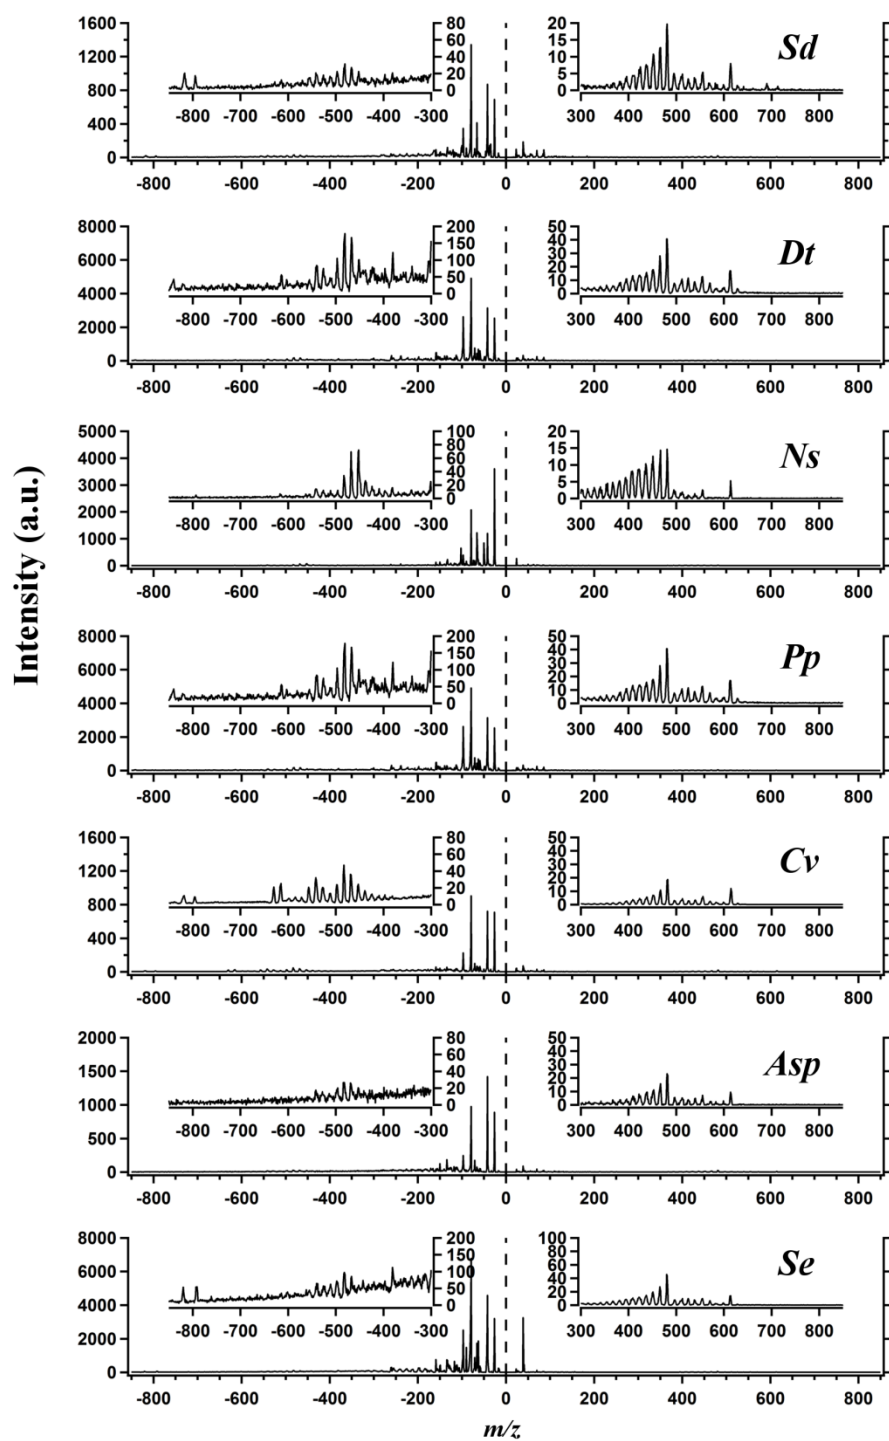 Intensity (a.u.)
1600 1200 800 400 0
80 60 40 20 0
-800 -700 -600 -500 -400 -300
20 15 10 5 0
300 400 500 600 700 800
Sd
-800 -600 -400 -200 0 200 400 600 800
8000 6000 4000 2000 0
200 150 100 50 0
-800 -700 -600 -500 -400 -300
50 40 30 20 10 0
300 400 500 600 700 800
Dt
-800 -600 -400 -200 0 200 400 600 800
5000 4000 3000 2000 1000 0
100 80 60 40 20 0
-800 -700 -600 -500 -400 -300
20 15 10 5 0
300 400 500 600 700 800
Ns
-800 -600 -400 -200 0 200 400 600 800
8000 6000 4000 2000 0
200 150 100 50 0
-800 -700 -600 -500 -400 -300
50 40 30 20 10 0
300 400 500 600 700 800
Pp
-800 -600 -400 -200 0 200 400 600 800
1600 1200 800 400 0
80 60 40 20 0
-800 -700 -600 -500 -400 -300
50 40 30 20 10 0
300 400 500 600 700 800
Cv
-800 -600 -400 -200 0 200 400 600 800
2000 1500 1000 500 0
80 60 40 20 0
-800 -700 -600 -500 -400 -300
50 40 30 20 10 0
300 400 500 600 700 800
Asp
-800 -600 -400 -200 0 200 400 600 800
8000 6000 4000 2000 0
200 150 100 50 0
-800 -700 -600 -500 -400 -300
100 80 60 40 20 0
300 400 500 600 700 800
Se
-800 -600 -400 -200 0 200 400 600 800
m/z